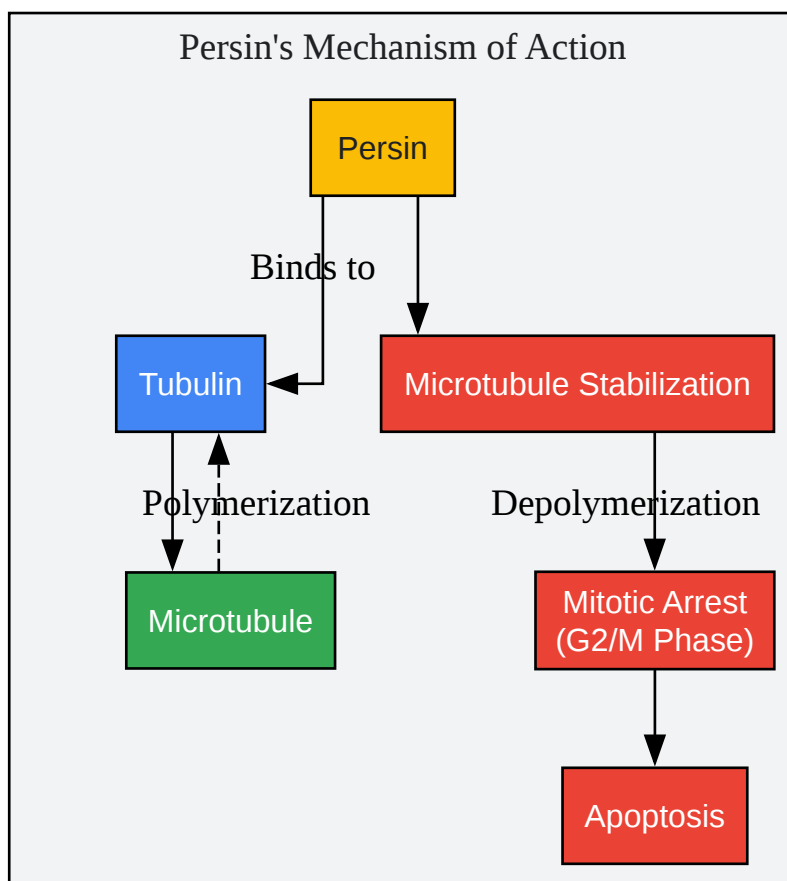 Persin's Mechanism of Action
Persin
Binds to
Tubulin
Microtubule Stabilization
Polymerization
Depolymerization
Microtubule
Mitotic Arrest
(G2/M Phase)
Apoptosis